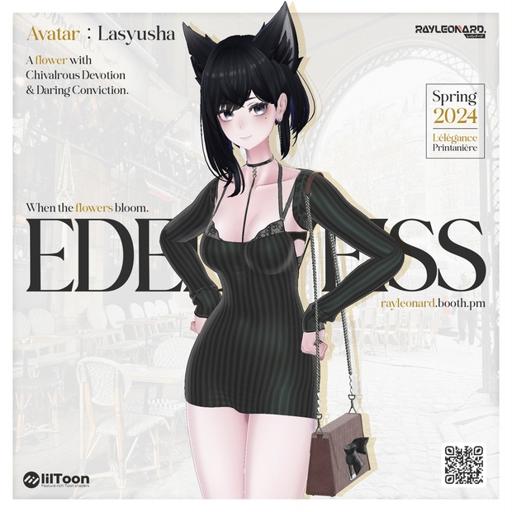 Avatar : Lasyusha
RAYLEONARD.
A flower with
Chivalrous Devotion
& Daring Conviction.
Spring
2024
L'élégance
Printanière
When the flowers bloom.
EDE ISS
rayleonard.booth.pm
lilToon